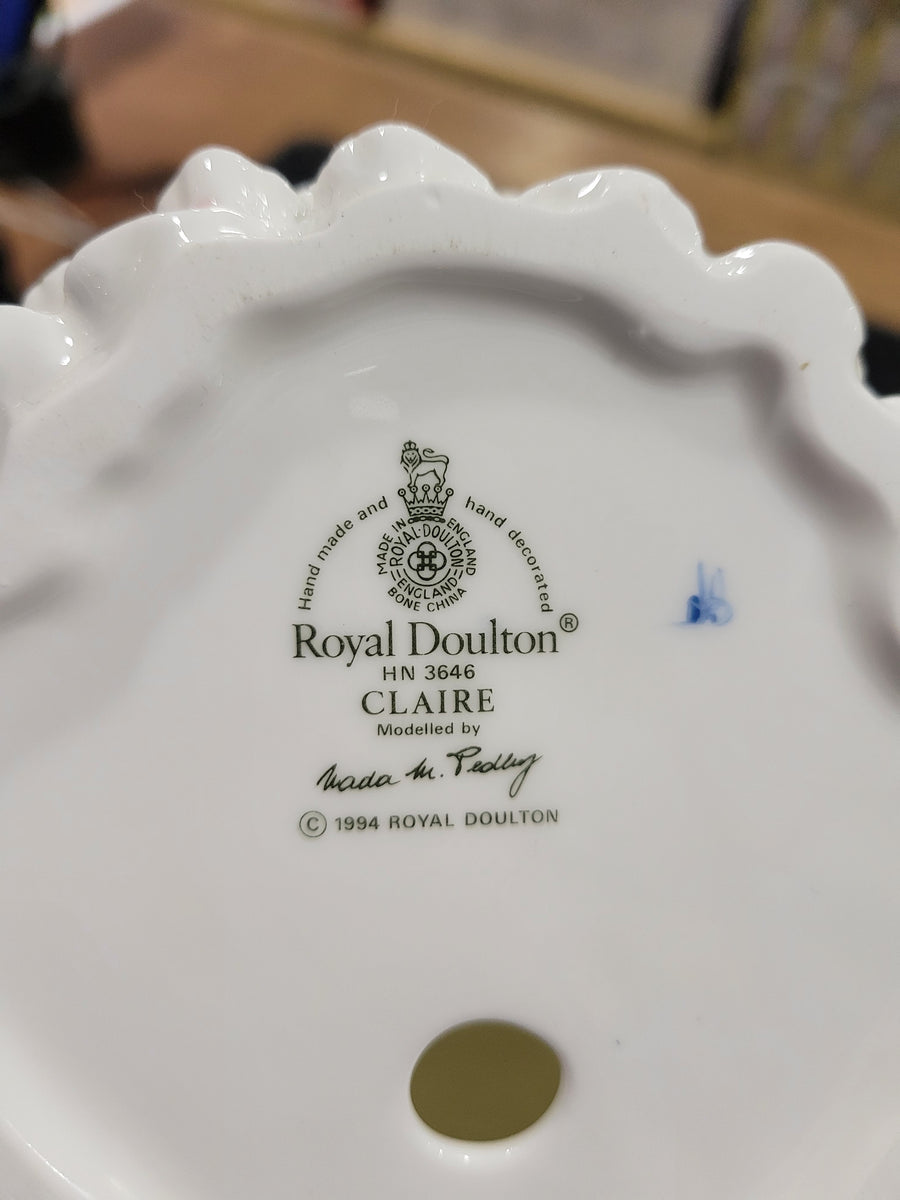 Hand made and hand decorated
MADE IN ENGLAND
ROYAL·DOULTON
ENGLAND
BONE CHINA
Royal Doulton®
HN 3646
CLAIRE
Modelled by
Nada M. Pedley
© 1994 ROYAL DOULTON